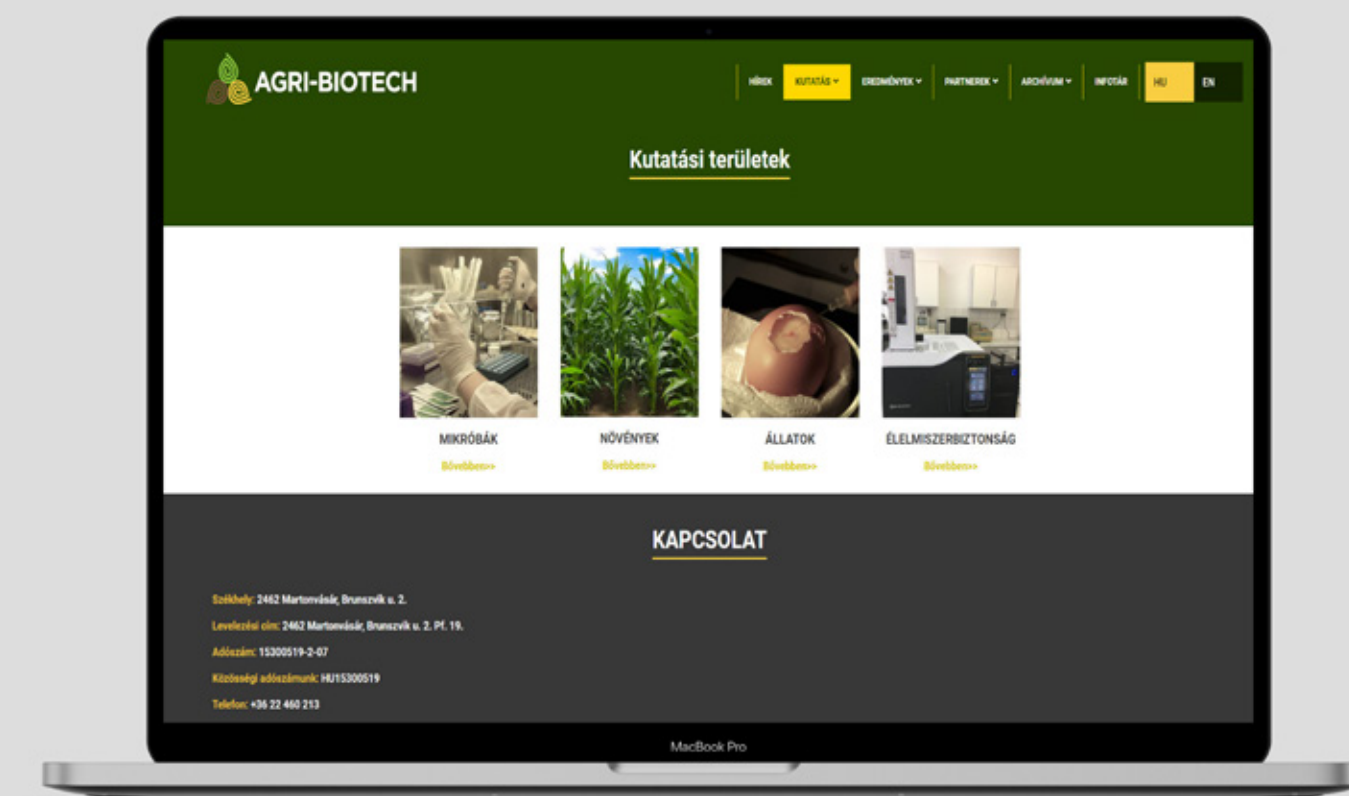 AGRI-BIOTECH
HÍREK
KUTATÁS
EREDMÉNYEK
PARTNEREK
ARCHÍVUM
INFOTÁR
HU
EN
Kutatási területek
MIKRÓBÁK
NÖVÉNYEK
ÁLLATOK
ÉLELMISZERBIZTONSÁG
Bővebben>>
Bővebben>>
Bővebben>>
Bővebben>>
KAPCSOLAT
Székhely: 2462 Martonvásár, Brunszvik u. 2.
Levelezési cím: 2462 Martonvásár, Brunszvik u. 2. Pf. 19.
Adószám: 15300519-2-07
Közösségi adószámunk: HU15300519
Telefon: +36 22 460 213
MacBook Pro